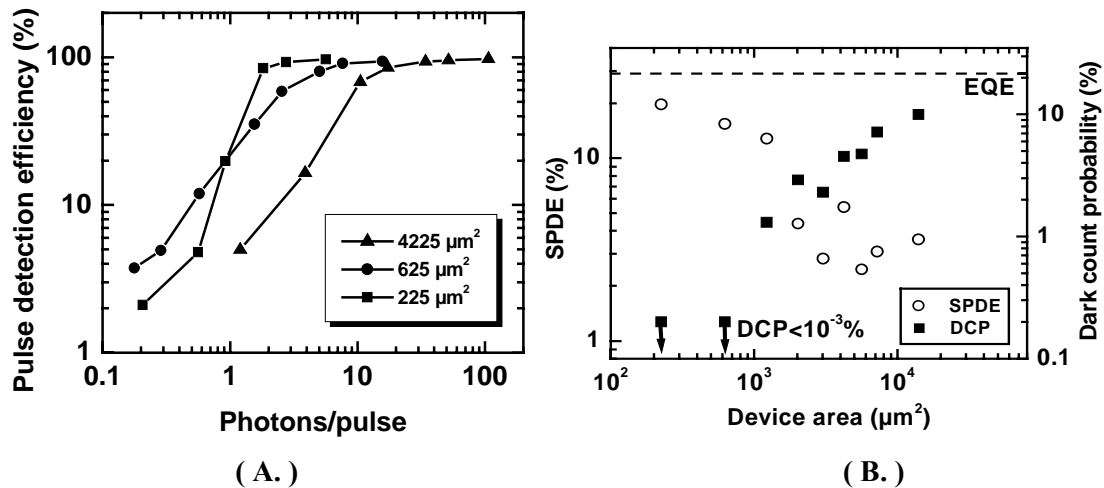 Pulse detection efficiency (%)
100
10
1
0.1
1
10
100
Photons/pulse
4225 µm²
625 µm²
225 µm²
( A. )
SPDE (%)
10
1
10²
10³
10⁴
Device area (µm²)
EQE
Dark count probability (%)
10
1
0.1
SPDE
DCP
DCP<10⁻³%
( B. )